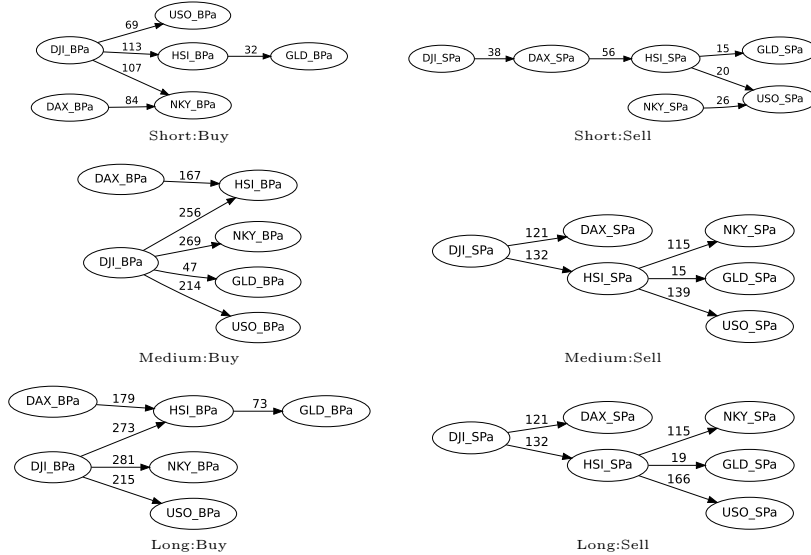 DJI_BPa
69
USO_BPa
113
HSI_BPa
32
GLD_BPa
107
DAX_BPa
84
NKY_BPa
Short:Buy
DJI_SPa
38
DAX_SPa
56
HSI_SPa
15
GLD_SPa
20
USO_SPa
NKY_SPa
26
Short:Sell
DAX_BPa
167
HSI_BPa
256
DJI_BPa
269
NKY_BPa
47
GLD_BPa
214
USO_BPa
Medium:Buy
DJI_SPa
121
DAX_SPa
132
HSI_SPa
115
NKY_SPa
15
GLD_SPa
139
USO_SPa
Medium:Sell
DAX_BPa
179
HSI_BPa
73
GLD_BPa
273
DJI_BPa
281
NKY_BPa
215
USO_BPa
Long:Buy
DJI_SPa
121
DAX_SPa
132
HSI_SPa
115
NKY_SPa
19
GLD_SPa
166
USO_SPa
Long:Sell